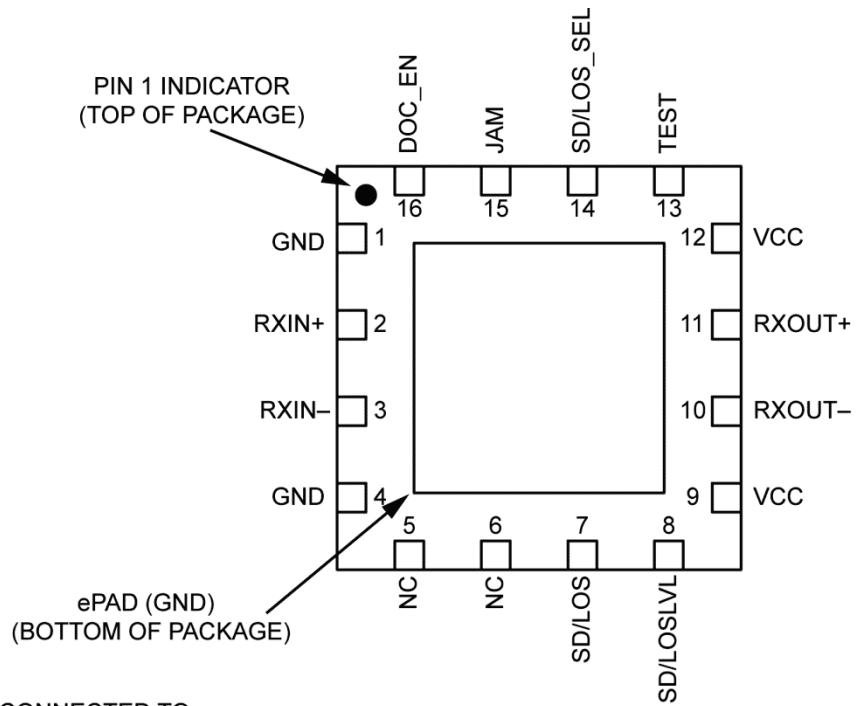 PIN 1 INDICATOR
(TOP OF PACKAGE)
DOC_EN
JAM
SD/LOS_SEL
TEST
16
15
14
13
GND
1
12
VCC
RXIN+
2
11
RXOUT+
RXIN–
3
10
RXOUT–
GND
4
9
VCC
5
6
7
8
NC
NC
SD/LOS
SD/LOSLVL
ePAD (GND)
(BOTTOM OF PACKAGE)
CONNECTED TO